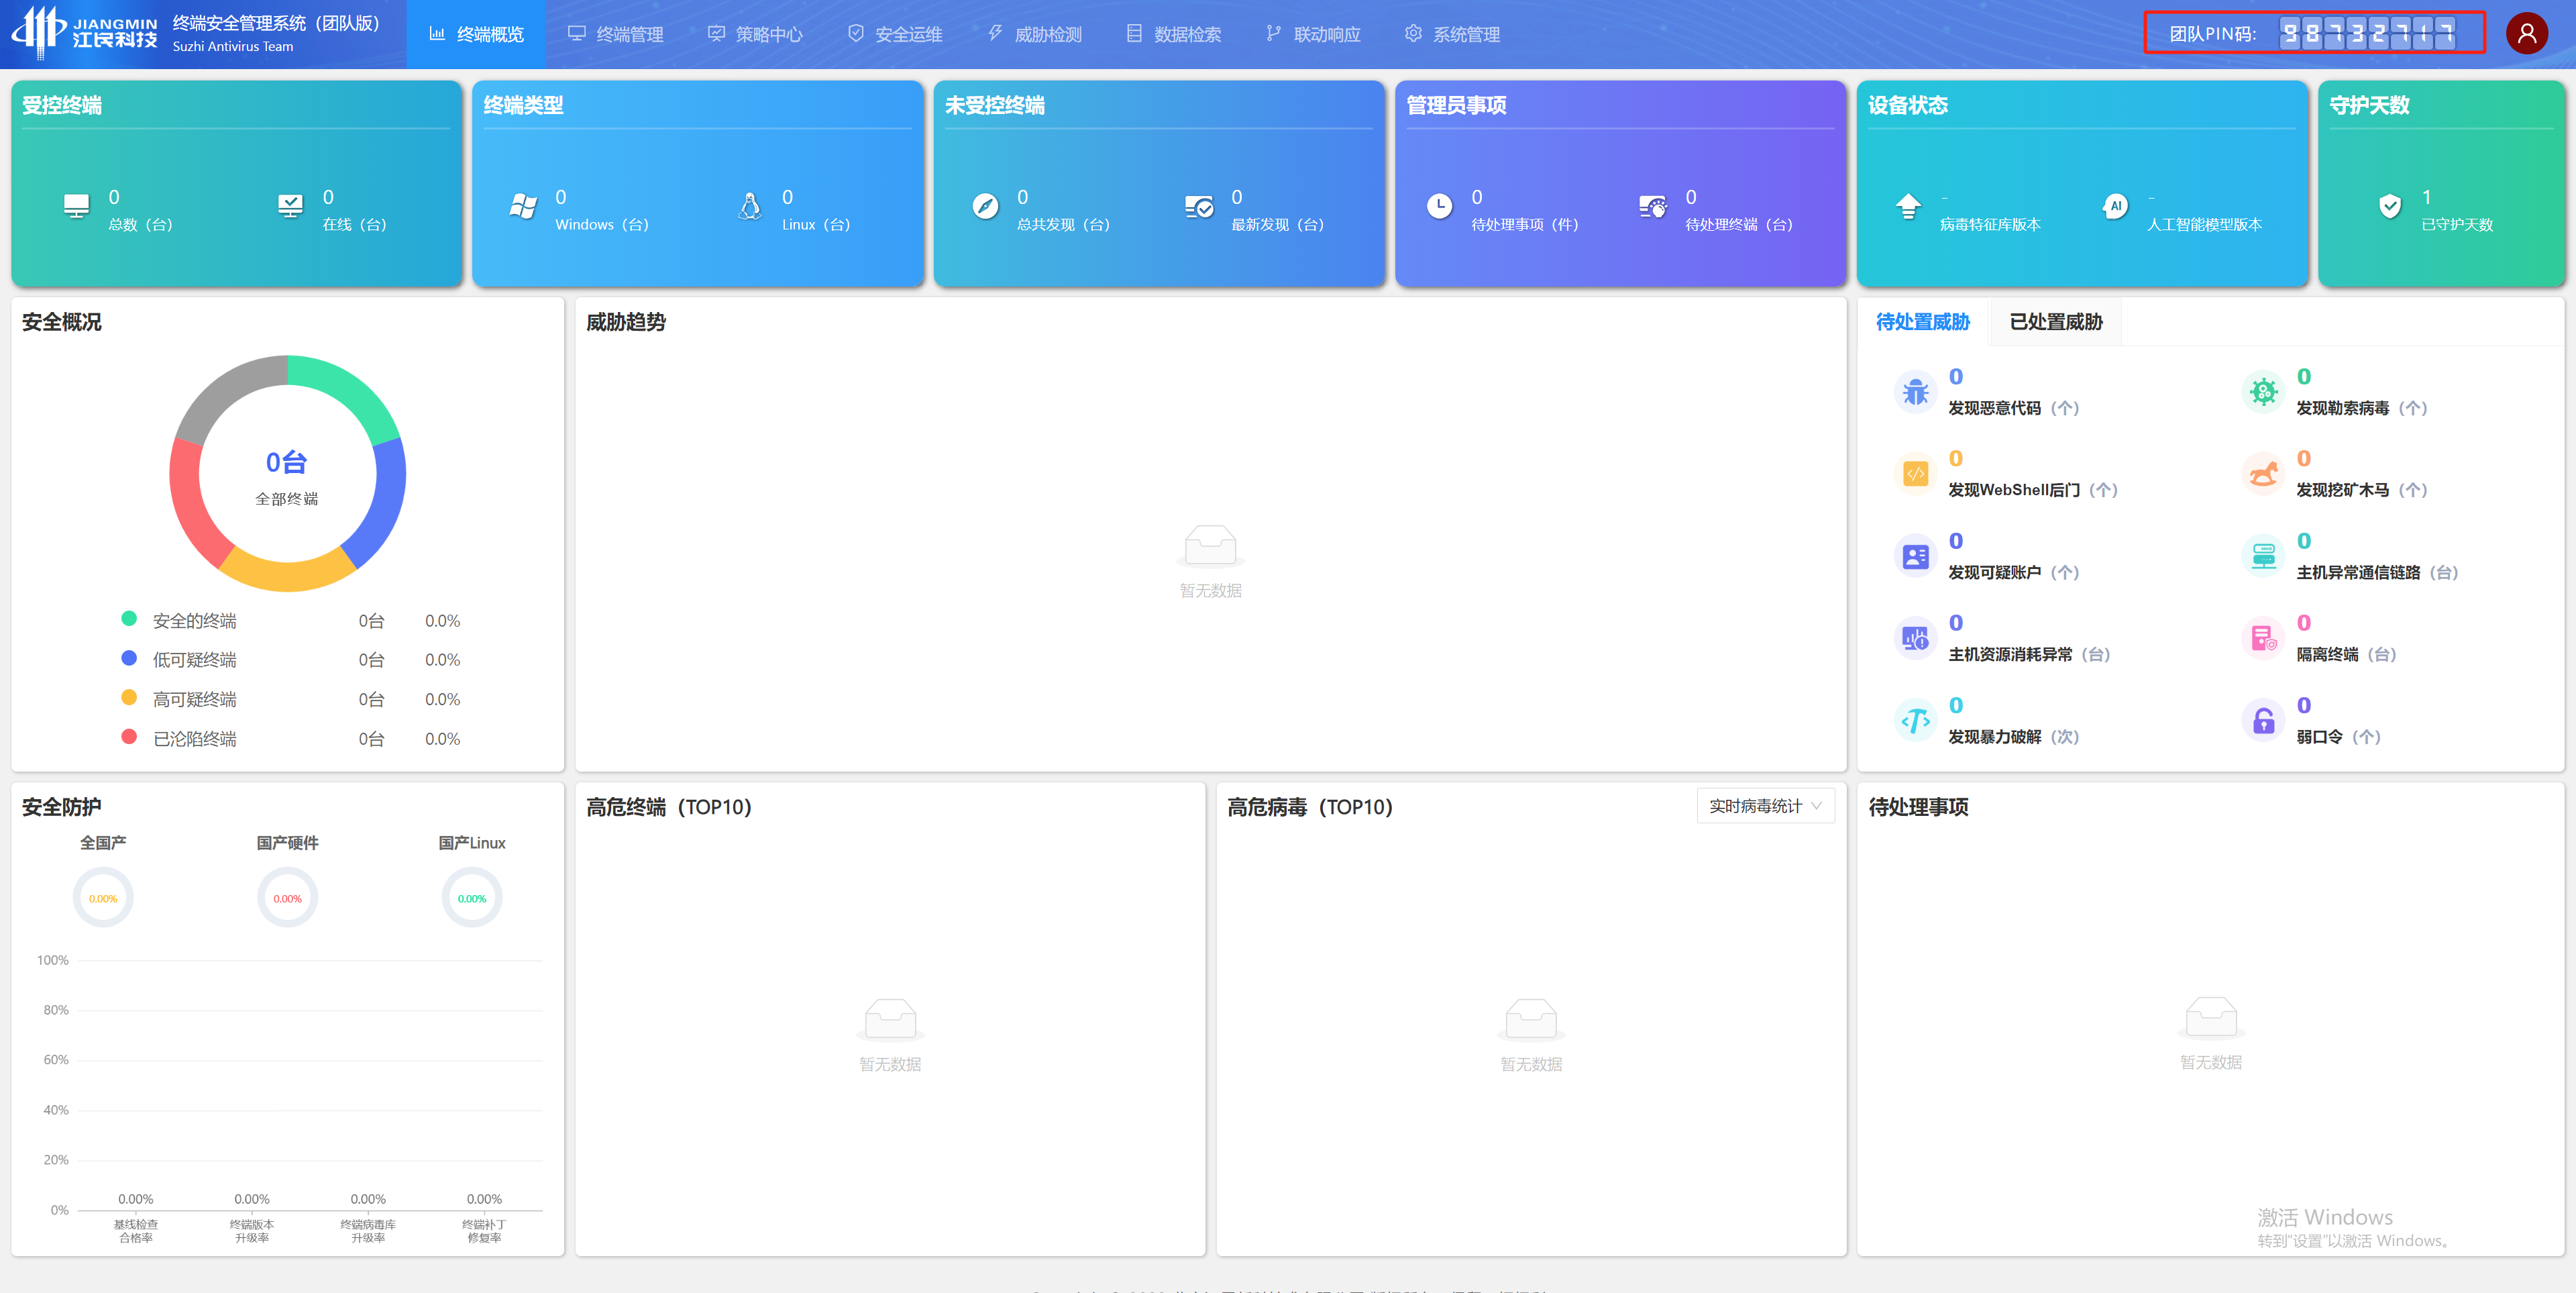 JIANGMIN
江民科技
终端安全管理系统（团队版）
Suzhi Antivirus Team
终端概览
终端管理
策略中心
安全运维
威胁检测
数据检索
联动响应
系统管理
团队PIN码: 98732717
受控终端
0
总数（台）
0
在线（台）
终端类型
0
Windows（台）
0
Linux（台）
未受控终端
0
总共发现（台）
0
最新发现（台）
管理员事项
0
待处理事项（件）
0
待处理终端（台）
设备状态
-
病毒特征库版本
AI
-
人工智能模型版本
守护天数
1
已守护天数
安全概况
0台
全部终端
安全的终端 0台 0.0%
低可疑终端 0台 0.0%
高可疑终端 0台 0.0%
已沦陷终端 0台 0.0%
威胁趋势
暂无数据
待处置威胁
已处置威胁
0
发现恶意代码（个）
0
发现勒索病毒（个）
0
发现WebShell后门（个）
0
发现挖矿木马（个）
0
发现可疑账户（个）
0
主机异常通信链路（台）
0
主机资源消耗异常（台）
0
隔离终端（台）
0
发现暴力破解（次）
0
弱口令（个）
安全防护
全国产
国产硬件
国产Linux
0.00%
0.00%
0.00%
100%
80%
60%
40%
20%
0%
0.00%
0.00%
0.00%
0.00%
基线检查
合格率
终端版本
升级率
终端病毒库
升级率
终端补丁
修复率
高危终端（TOP10）
暂无数据
高危病毒（TOP10）
实时病毒统计
暂无数据
待处理事项
暂无数据
激活 Windows
转到"设置"以激活 Windows。